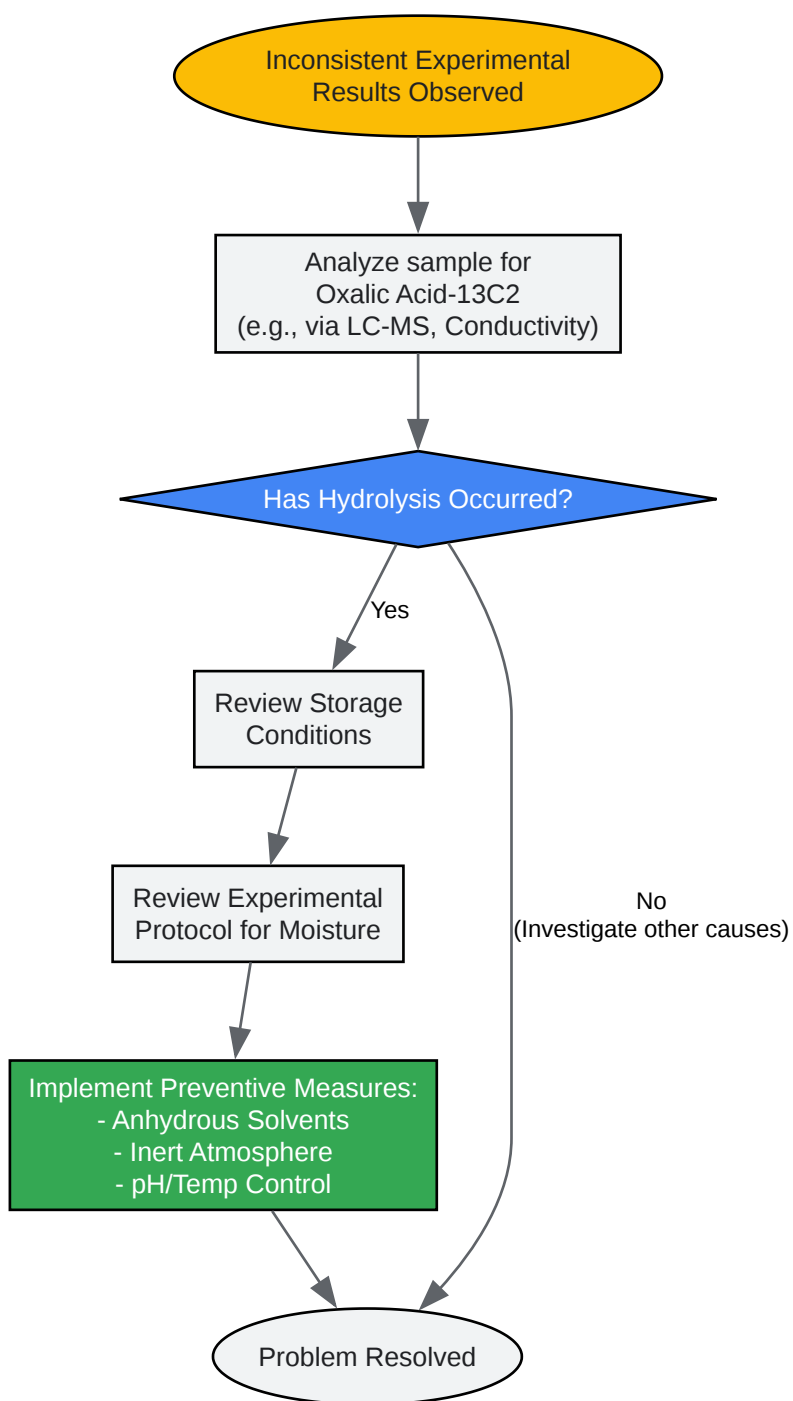 Inconsistent Experimental
Results Observed
Analyze sample for
Oxalic Acid-13C2
(e.g., via LC-MS, Conductivity)
Has Hydrolysis Occurred?
Yes
Review Storage
Conditions
Review Experimental
Protocol for Moisture
No
(Investigate other causes)
Implement Preventive Measures:
- Anhydrous Solvents
- Inert Atmosphere
- pH/Temp Control
Problem Resolved